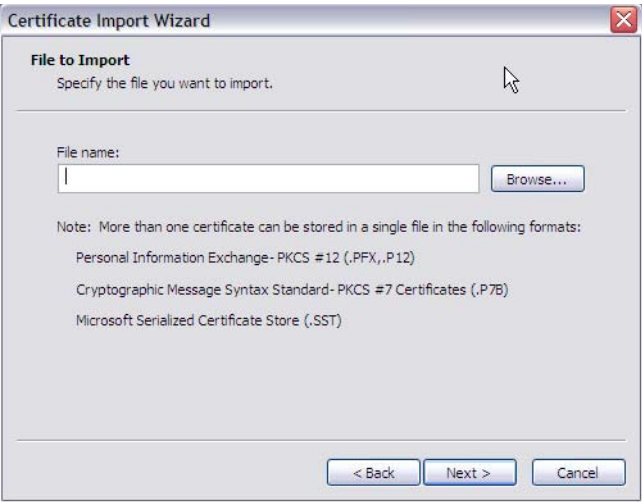 Certificate Import Wizard
File to Import
Specify the file you want to import.
File name:
Browse...
Note: More than one certificate can be stored in a single file in the following formats:
Personal Information Exchange- PKCS #12 (.PFX,.P12)
Cryptographic Message Syntax Standard- PKCS #7 Certificates (.P7B)
Microsoft Serialized Certificate Store (.SST)
< Back Next > Cancel